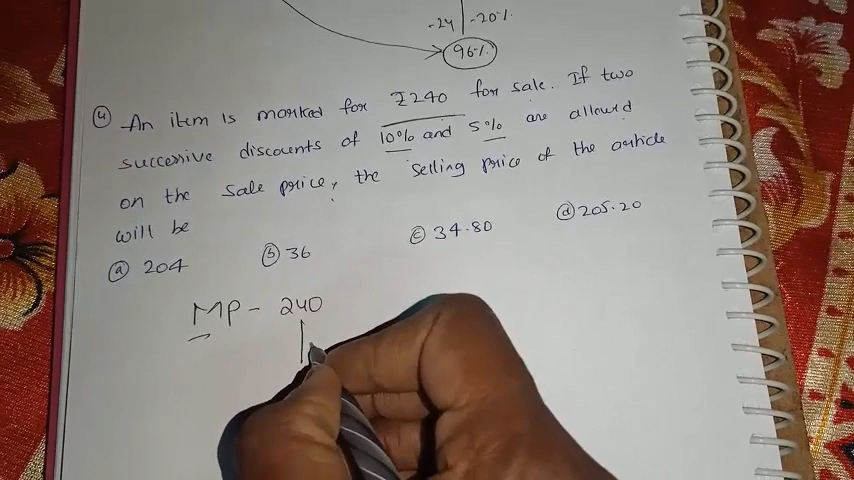 -24 -20%
96%
4 An item is marked for ₹240 for sale. If two
successive discounts of 10% and 5% are allowed
on the sale price, the selling price of the article
will be
a 204 b 36 c 34.80 d 205.20
MP - 240